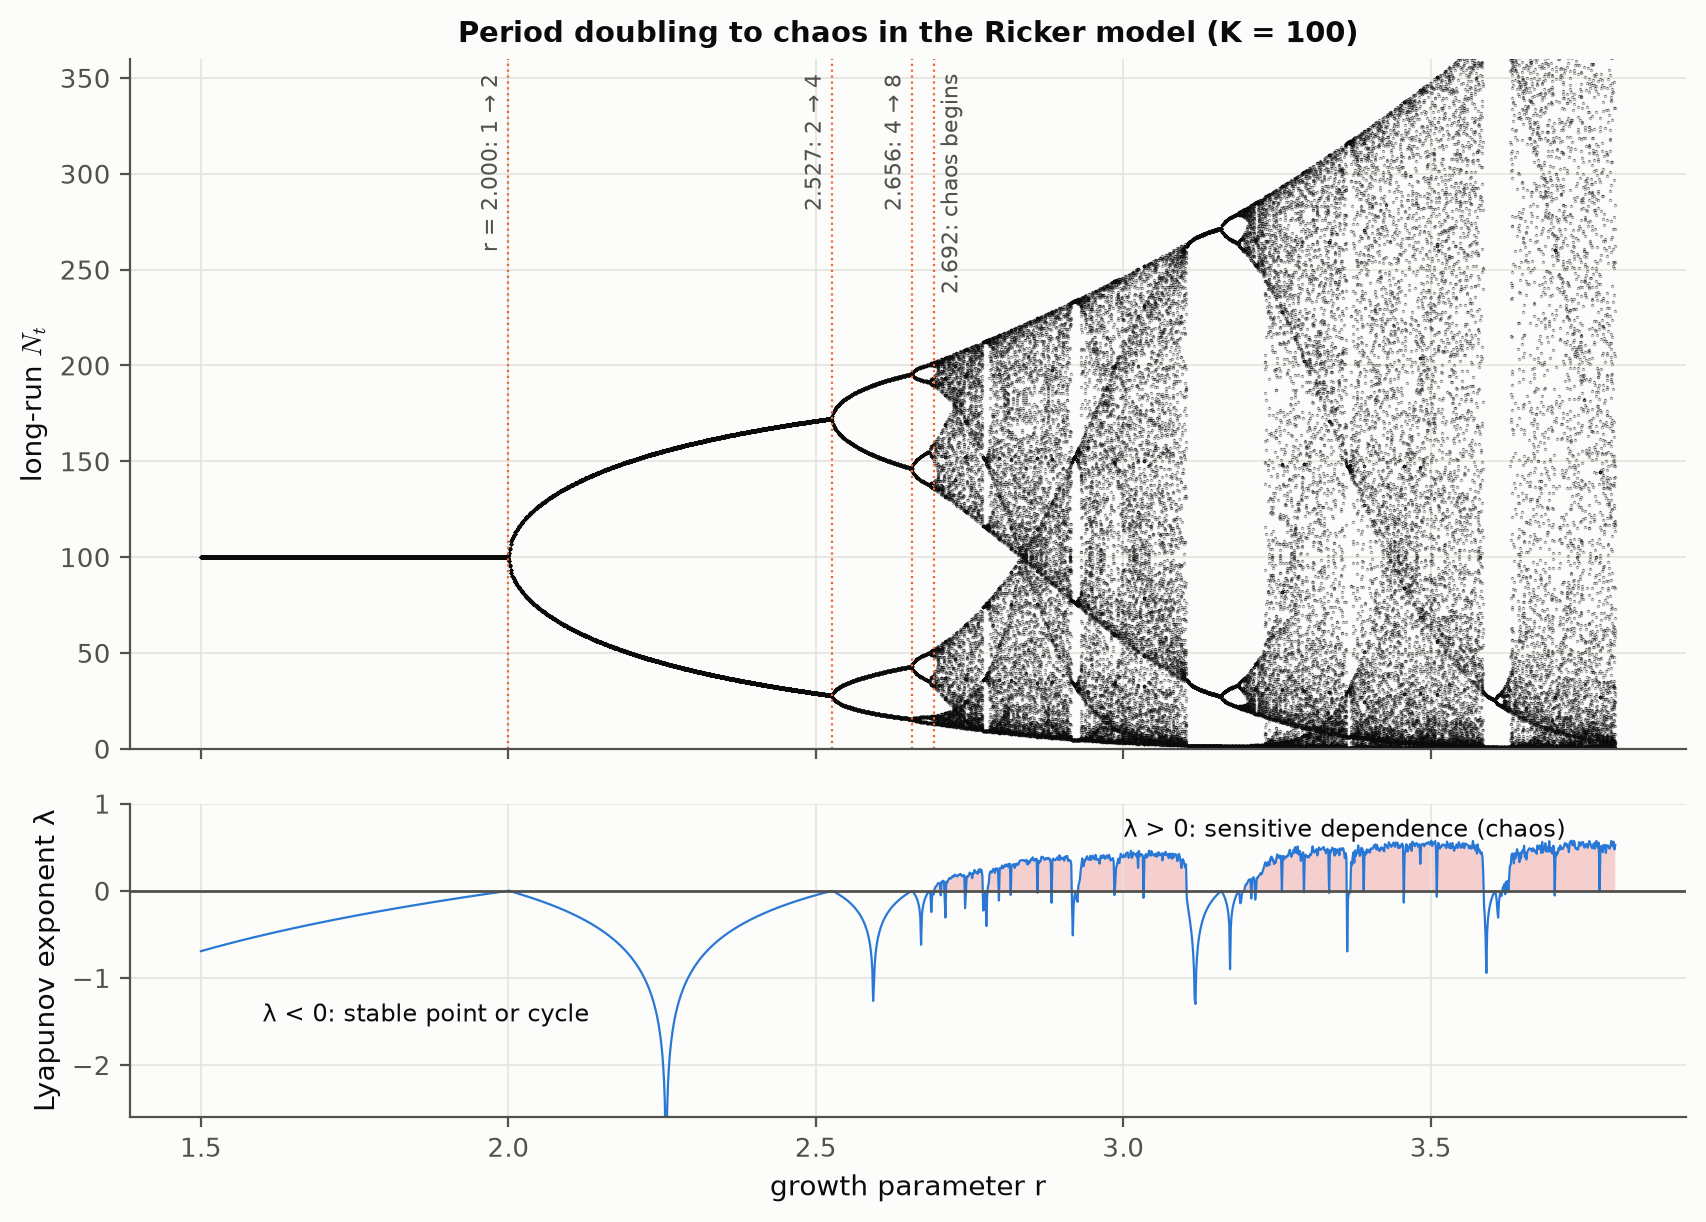 Period doubling to chaos in the Ricker model (K = 100)
350
300
250
200
150
100
50
0
long-run Nₜ
r = 2.000: 1 → 2
2.527: 2 → 4
2.656: 4 → 8
2.692: chaos begins
1
0
−1
−2
Lyapunov exponent λ
λ > 0: sensitive dependence (chaos)
λ < 0: stable point or cycle
1.5
2.0
2.5
3.0
3.5
growth parameter r